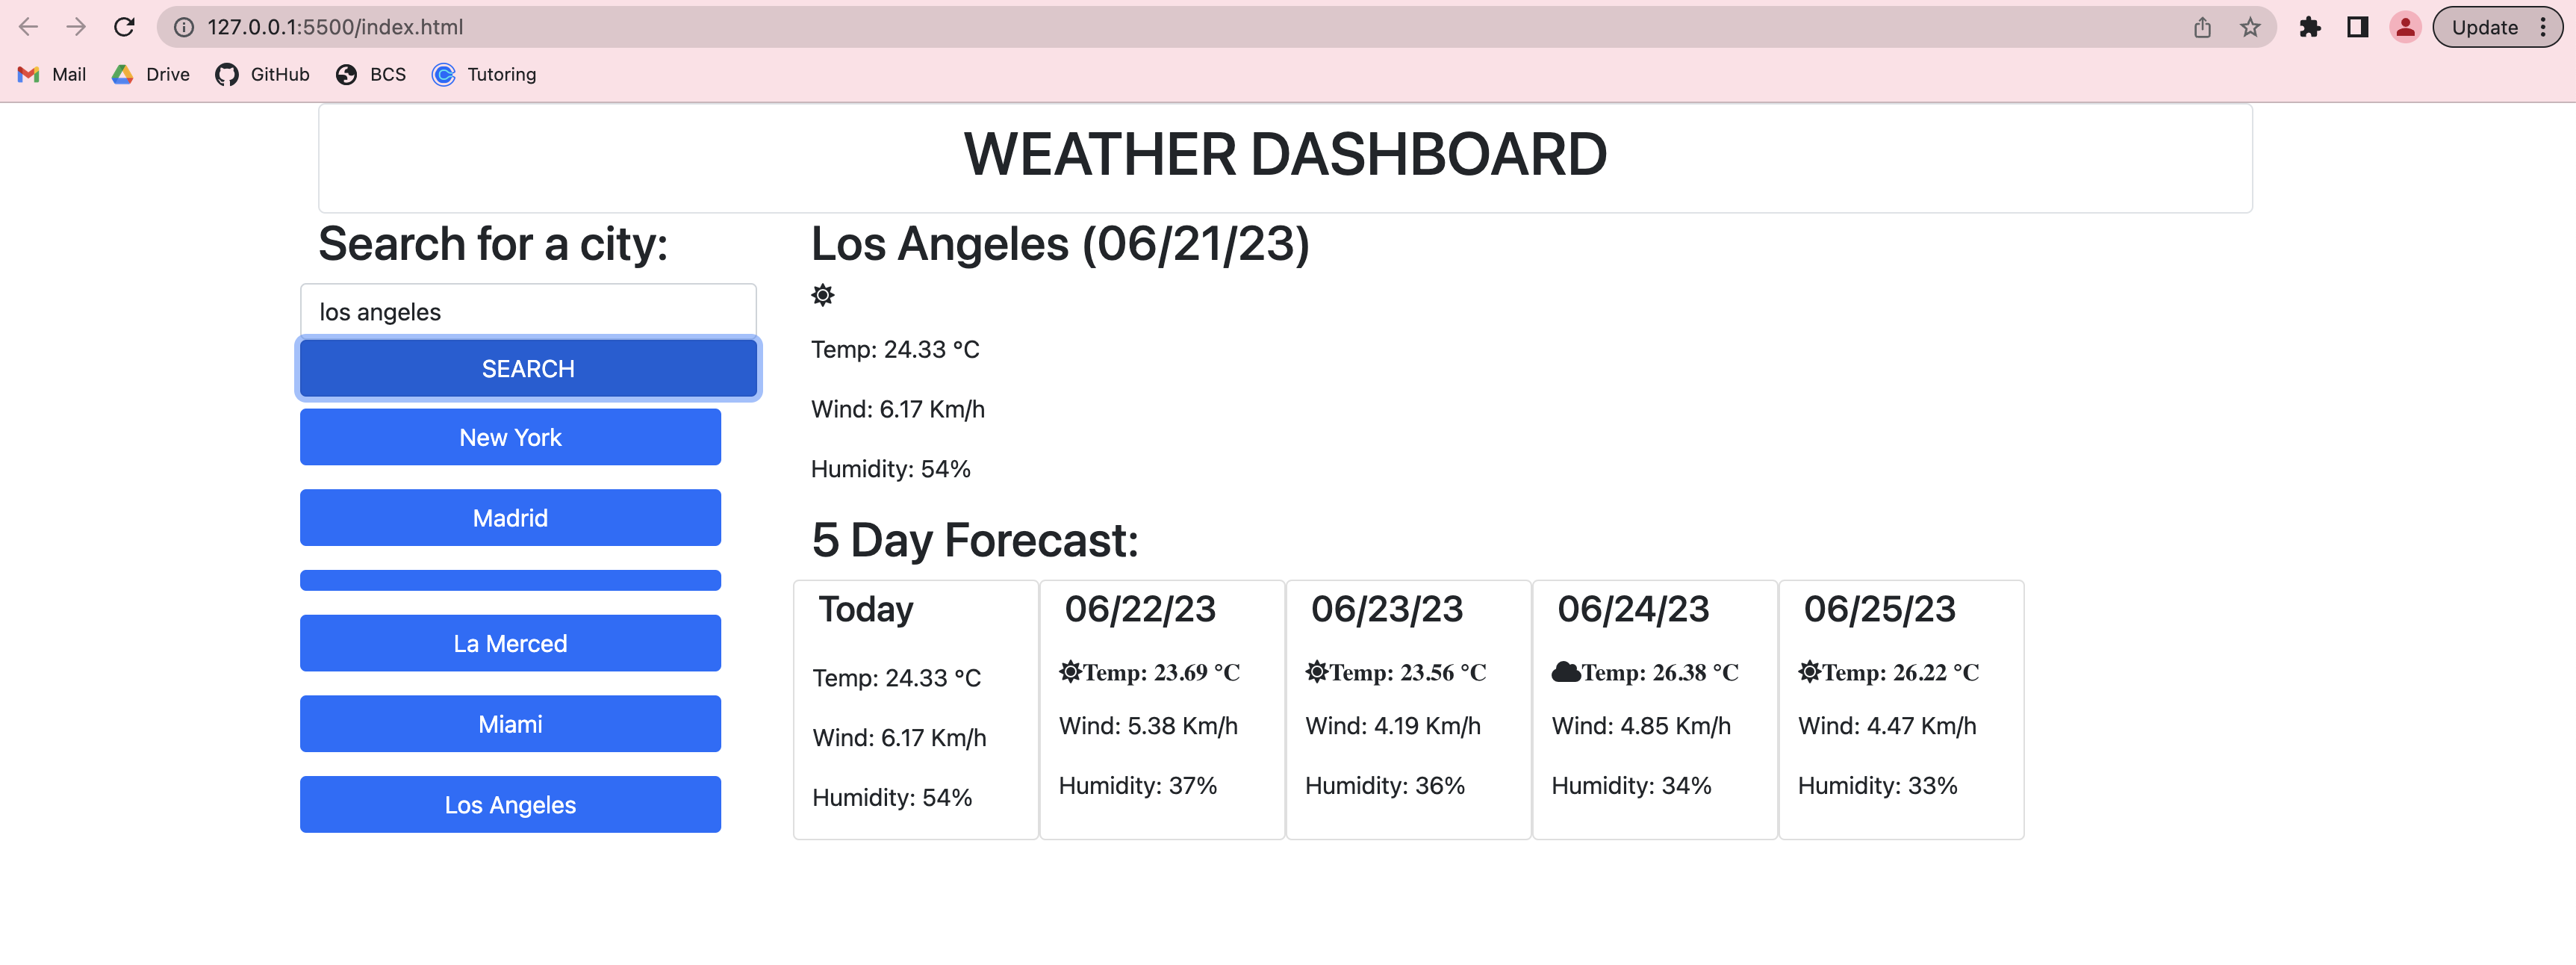 127.0.0.1:5500/index.html
Update
Mail Drive GitHub BCS Tutoring
WEATHER DASHBOARD
Search for a city:
los angeles
SEARCH
New York
Madrid
La Merced
Miami
Los Angeles
Los Angeles (06/21/23)
Temp: 24.33 °C
Wind: 6.17 Km/h
Humidity: 54%
5 Day Forecast:
Today
Temp: 24.33 °C
Wind: 6.17 Km/h
Humidity: 54%
06/22/23
Temp: 23.69 °C
Wind: 5.38 Km/h
Humidity: 37%
06/23/23
Temp: 23.56 °C
Wind: 4.19 Km/h
Humidity: 36%
06/24/23
Temp: 26.38 °C
Wind: 4.85 Km/h
Humidity: 34%
06/25/23
Temp: 26.22 °C
Wind: 4.47 Km/h
Humidity: 33%